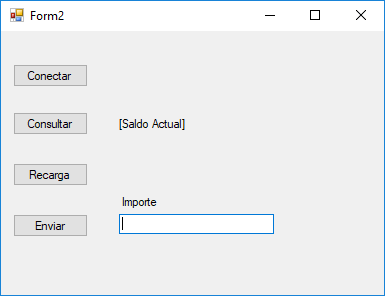 Form2
Conectar
Consultar
[Saldo Actual]
Recarga
Importe
Enviar